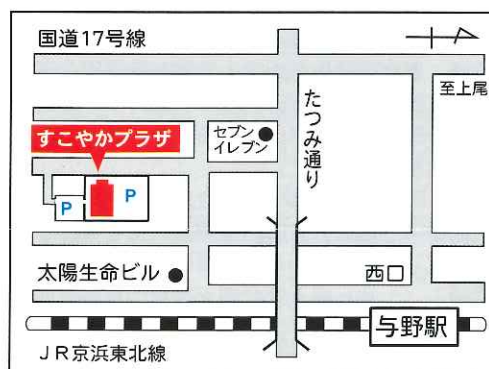 国道17号線
至上尾
たつみ通り
すこやかプラザ
セブン
イレブン
P
P
太陽生命ビル
西口
与野駅
JR京浜東北線